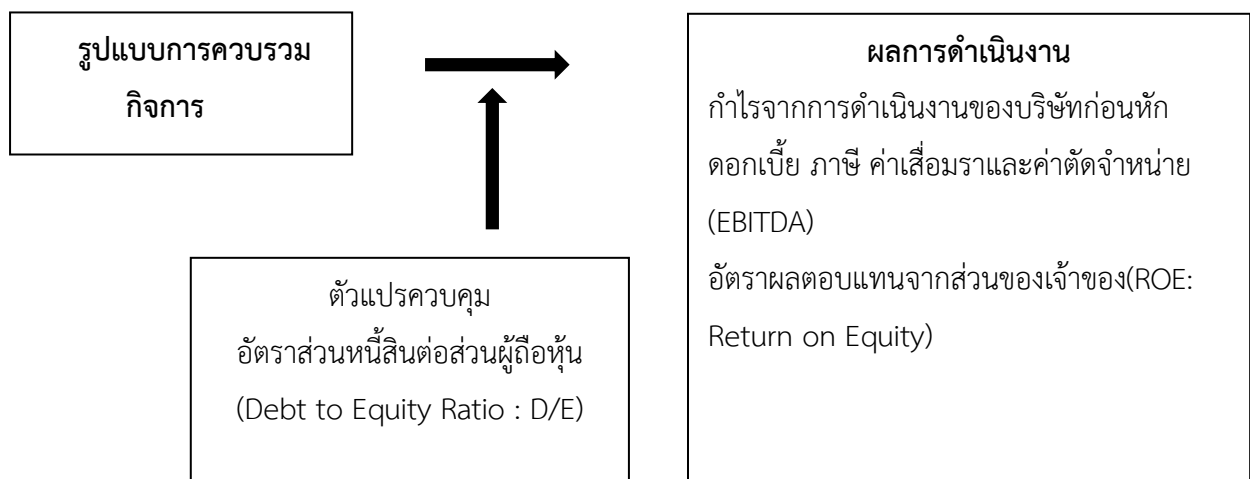 รูปแบบการควบรวม
กิจการ
ผลการดำเนินงาน
กำไรจากการดำเนินงานของบริษัทก่อนหัก
ดอกเบี้ย ภาษี ค่าเสื่อมราและค่าตัดจำหน่าย
(EBITDA)
อัตราผลตอบแทนจากส่วนของเจ้าของ(ROE:
Return on Equity)
ตัวแปรควบคุม
อัตราส่วนหนี้สินต่อส่วนผู้ถือหุ้น
(Debt to Equity Ratio : D/E)